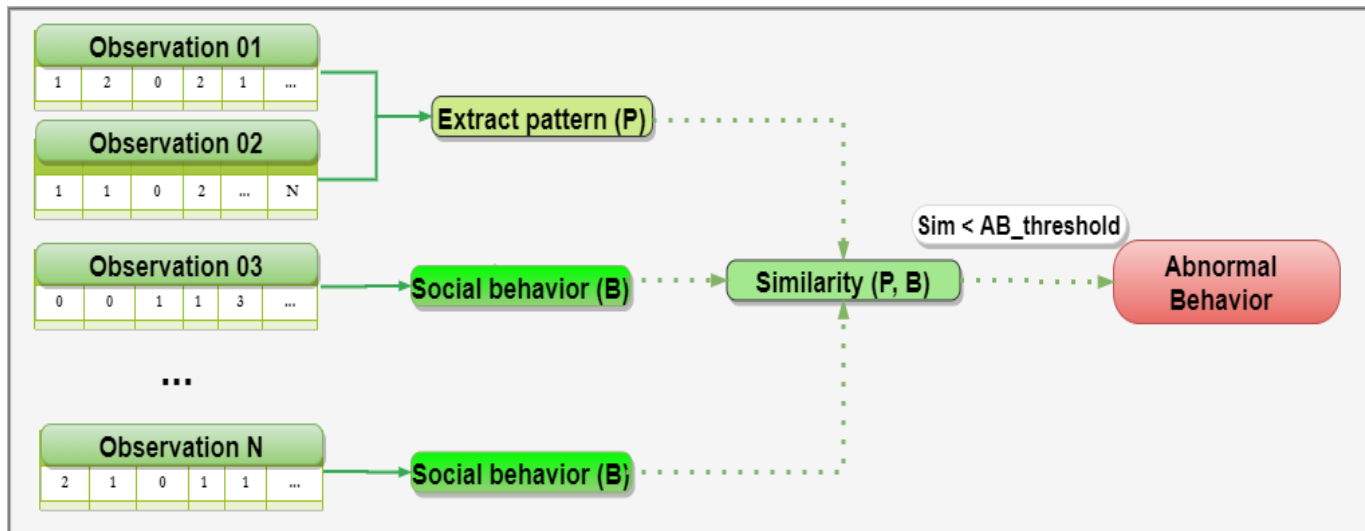 Observation 01
1 2 0 2 1 ...
Observation 02
1 1 0 2 ... N
Extract pattern (P)
Observation 03
0 0 1 1 3 ...
Social behavior (B)
Similarity (P, B)
Sim < AB_threshold
Abnormal
Behavior
...
Observation N
2 1 0 1 1 ...
Social behavior (B)